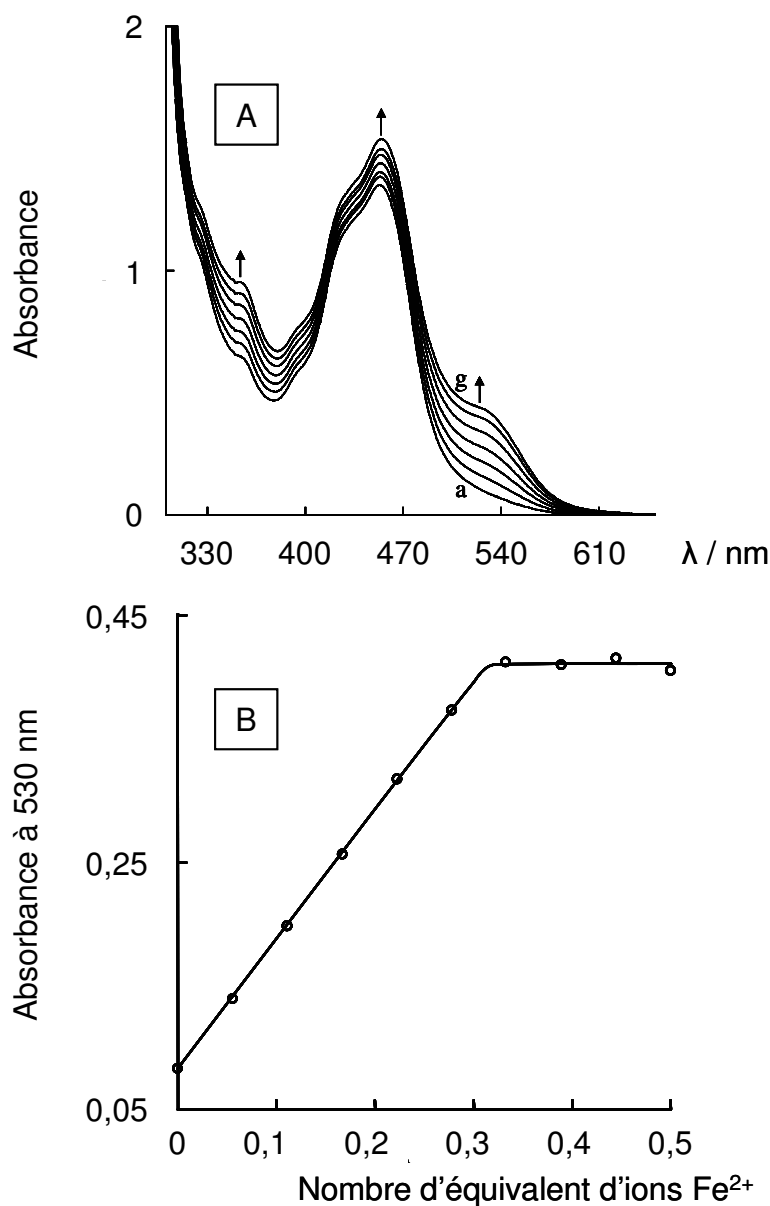 2
A
Absorbance
1
g
a
0
330 400 470 540 610 λ / nm
0,45
B
Absorbance à 530 nm
0,25
0,05
0 0,1 0,2 0,3 0,4 0,5
Nombre d’équivalent d’ions Fe²⁺